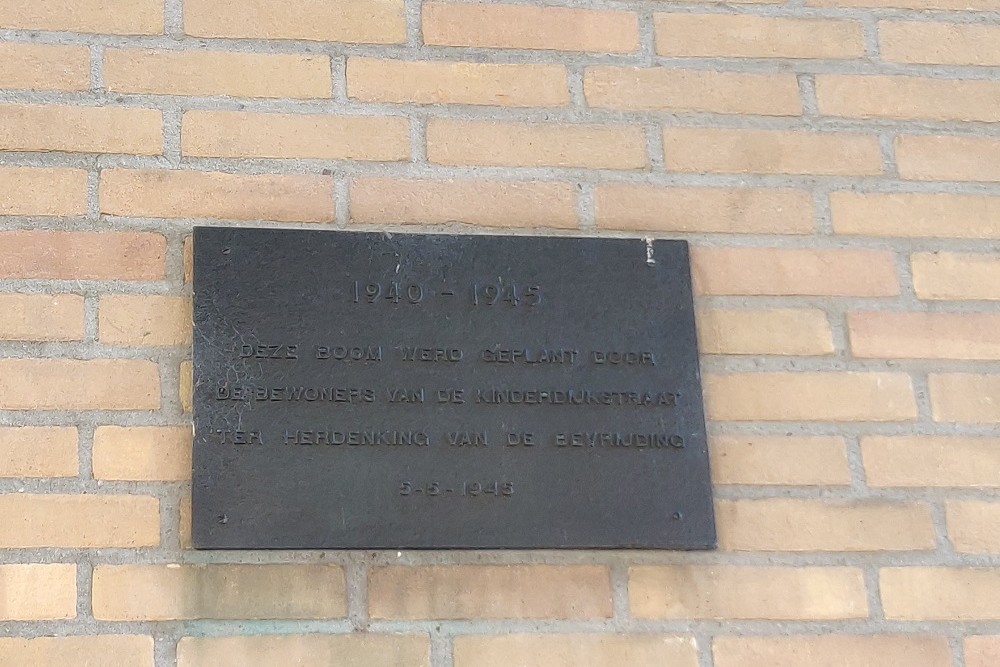 1940 - 1945
DEZE BOOM WERD GEPLANT DOOR
DE BEWONERS VAN DE KINDERDIJKSTRAAT
TER HERDENKING VAN DE BEVRIJDING
5-5-1945